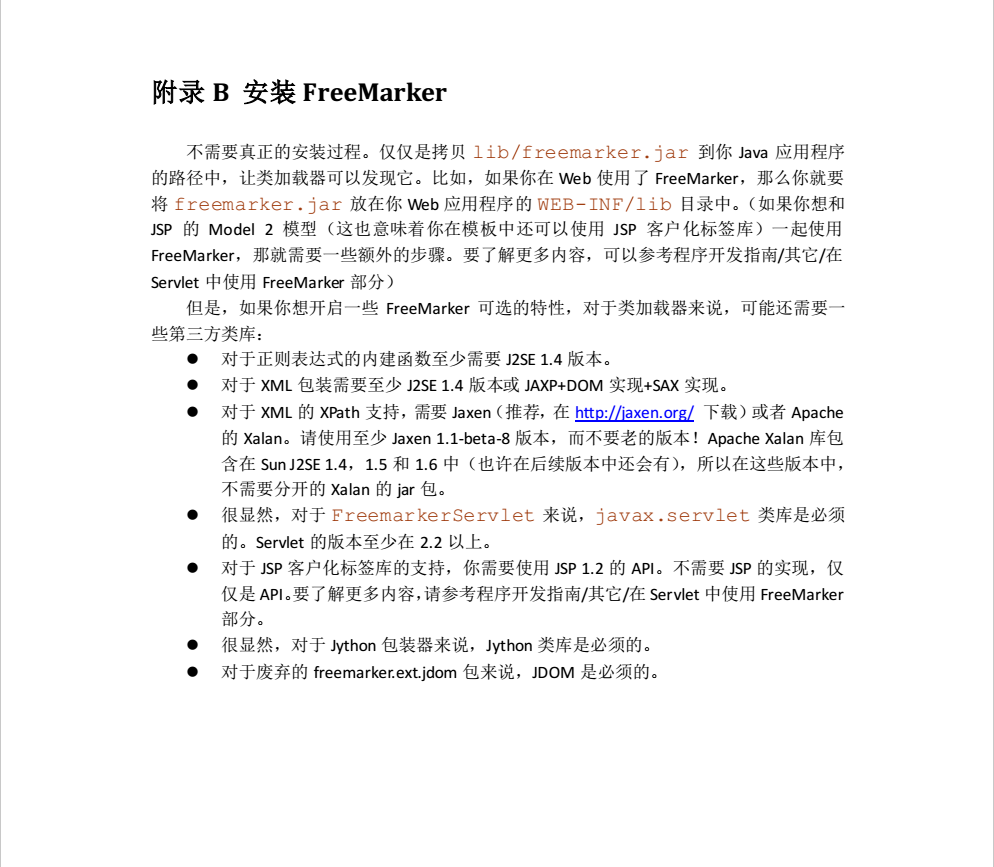 附录 B 安装 FreeMarker
不需要真正的安装过程。仅仅是拷贝 lib/freemarker.jar 到你 Java 应用程序
的路径中，让类加载器可以发现它。比如，如果你在 Web 使用了 FreeMarker，那么你就要
将 freemarker.jar 放在你 Web 应用程序的 WEB-INF/lib 目录中。（如果你想和
JSP 的 Model 2 模型（这也意味着你在模板中还可以使用 JSP 客户化标签库）一起使用
FreeMarker，那就需要一些额外的步骤。要了解更多内容，可以参考程序开发指南/其它/在
Servlet 中使用 FreeMarker 部分）
但是，如果你想开启一些 FreeMarker 可选的特性，对于类加载器来说，可能还需要一
些第三方类库：
● 对于正则表达式的内建函数至少需要 J2SE 1.4 版本。
● 对于 XML 包装需要至少 J2SE 1.4 版本或 JAXP+DOM 实现+SAX 实现。
● 对于 XML 的 XPath 支持，需要 Jaxen（推荐，在 http://jaxen.org/ 下载）或者 Apache
的 Xalan。请使用至少 Jaxen 1.1-beta-8 版本，而不要老的版本！Apache Xalan 库包
含在 Sun J2SE 1.4，1.5 和 1.6 中（也许在后续版本中还会有），所以在这些版本中，
不需要分开的 Xalan 的 jar 包。
● 很显然，对于 FreemarkerServlet 来说，javax.servlet 类库是必须
的。Servlet 的版本至少在 2.2 以上。
● 对于 JSP 客户化标签库的支持，你需要使用 JSP 1.2 的 API。不需要 JSP 的实现，仅
仅是 API。要了解更多内容，请参考程序开发指南/其它/在 Servlet 中使用 FreeMarker
部分。
● 很显然，对于 Jython 包装器来说，Jython 类库是必须的。
● 对于废弃的 freemarker.ext.jdom 包来说，JDOM 是必须的。